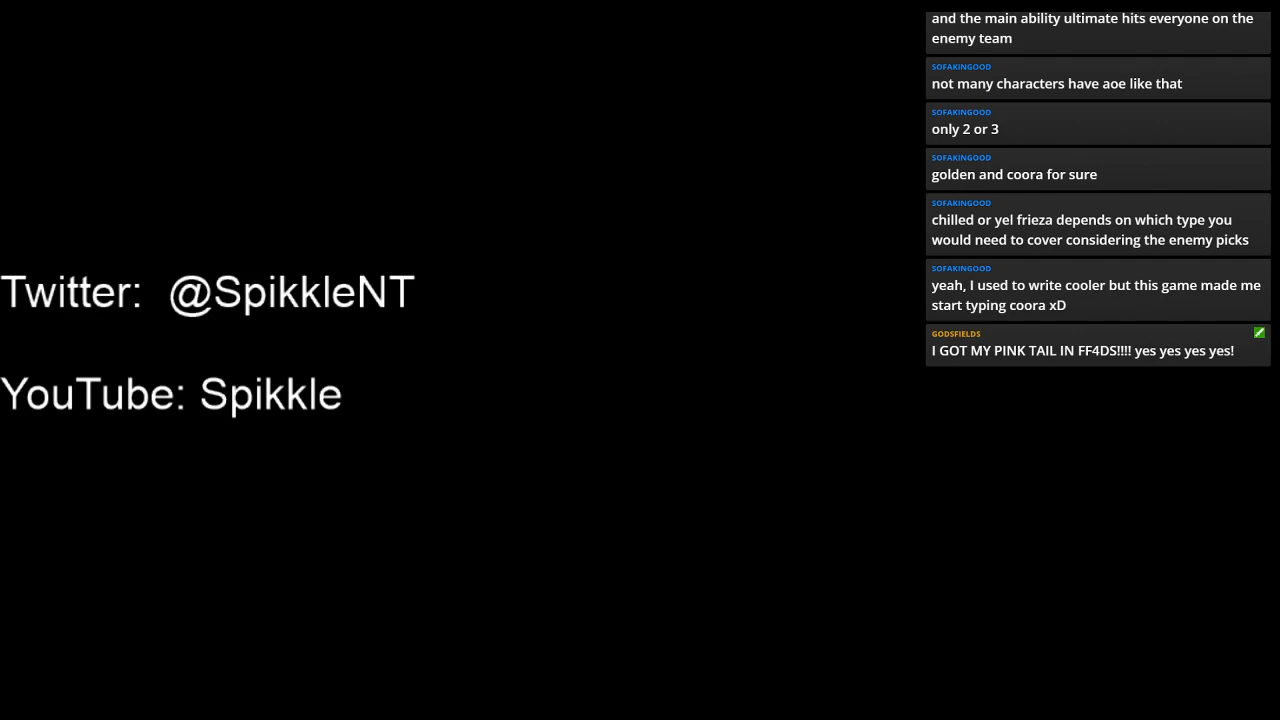 Twitter:  @SpikkleNT
YouTube: Spikkle
and the main ability ultimate hits everyone on the
enemy team
SOFAKINGOOD
not many characters have aoe like that
SOFAKINGOOD
only 2 or 3
SOFAKINGOOD
golden and coora for sure
SOFAKINGOOD
chilled or yel frieza depends on which type you
would need to cover considering the enemy picks
SOFAKINGOOD
yeah, I used to write cooler but this game made me
start typing coora xD
GODSFIELDS
I GOT MY PINK TAIL IN FF4DS!!!! yes yes yes yes!